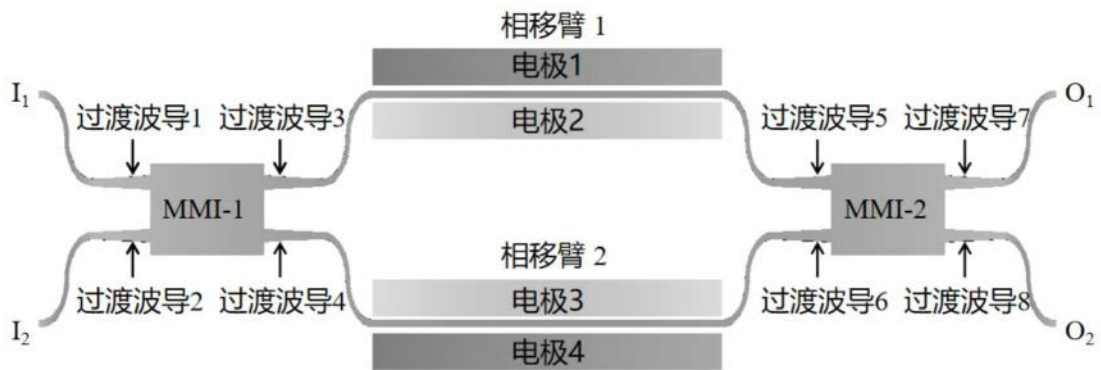 相移臂 1
电极1
I₁
过渡波导1
过渡波导3
电极2
过渡波导5
过渡波导7
O₁
MMI-1
MMI-2
相移臂 2
过渡波导2
过渡波导4
电极3
过渡波导6
过渡波导8
I₂
O₂
电极4